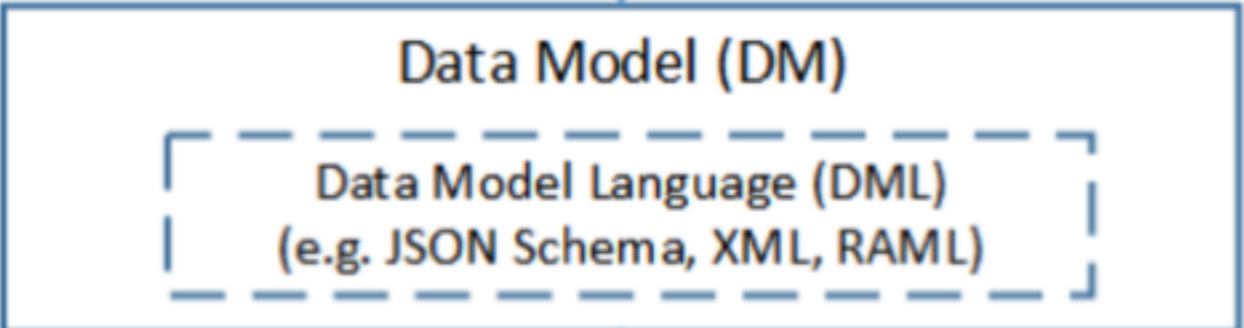 Data Model (DM)
Data Model Language (DML)
(e.g. JSON Schema, XML, RAML)